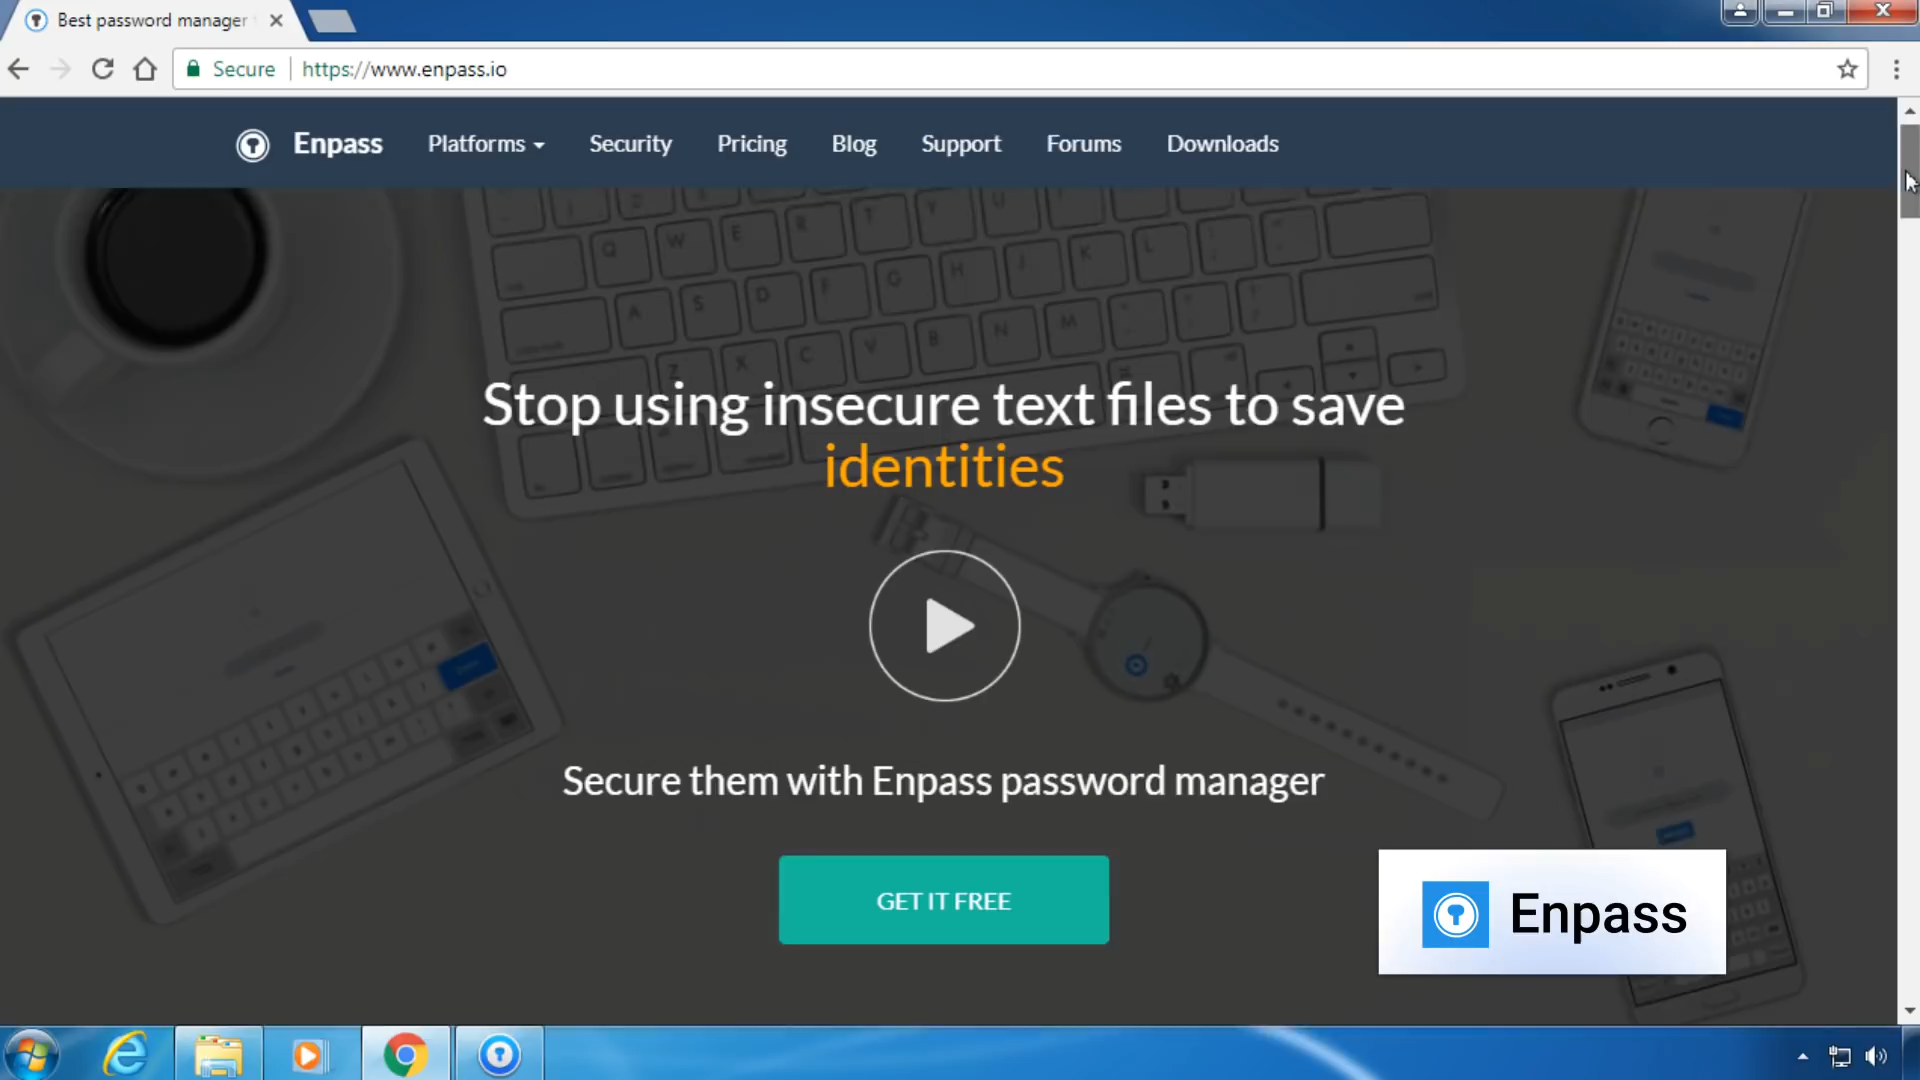 Best password manager
Secure https://www.enpass.io
Enpass Platforms Security Pricing Blog Support Forums Downloads
Stop using insecure text files to save
identities
Secure them with Enpass password manager
GET IT FREE
Enpass